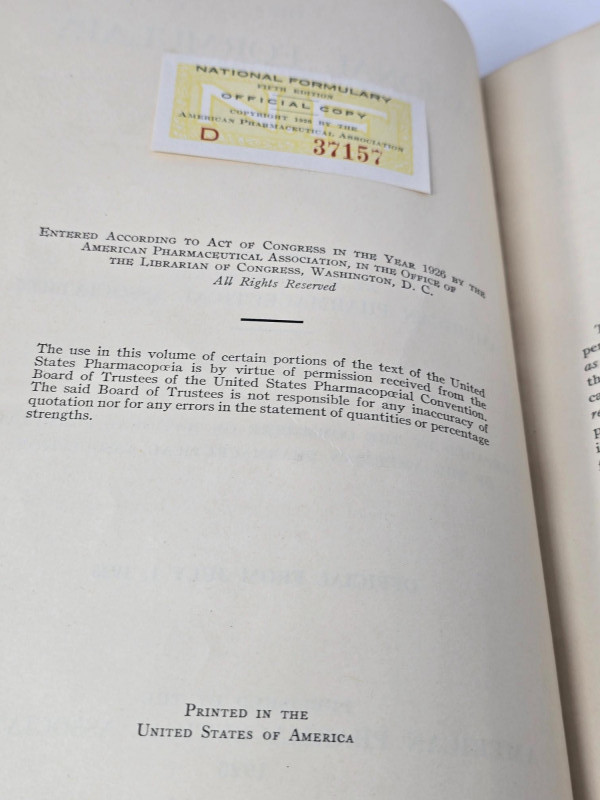 NATIONAL FORMULARY
FIFTH EDITION
OFFICIAL COPY
COPYRIGHT 1926 BY THE
AMERICAN PHARMACEUTICAL ASSOCIATION
D 37157
ENTERED ACCORDING TO ACT OF CONGRESS IN THE YEAR 1926 BY THE
AMERICAN PHARMACEUTICAL ASSOCIATION, IN THE OFFICE OF
THE LIBRARIAN OF CONGRESS, WASHINGTON, D. C.
All Rights Reserved
The use in this volume of certain portions of the text of the United
States Pharmacopœia is by virtue of permission received from the
Board of Trustees of the United States Pharmacopœial Convention.
The said Board of Trustees is not responsible for any inaccuracy of
quotation nor for any errors in the statement of quantities or percentage
strengths.
PRINTED IN THE
UNITED STATES OF AMERICA